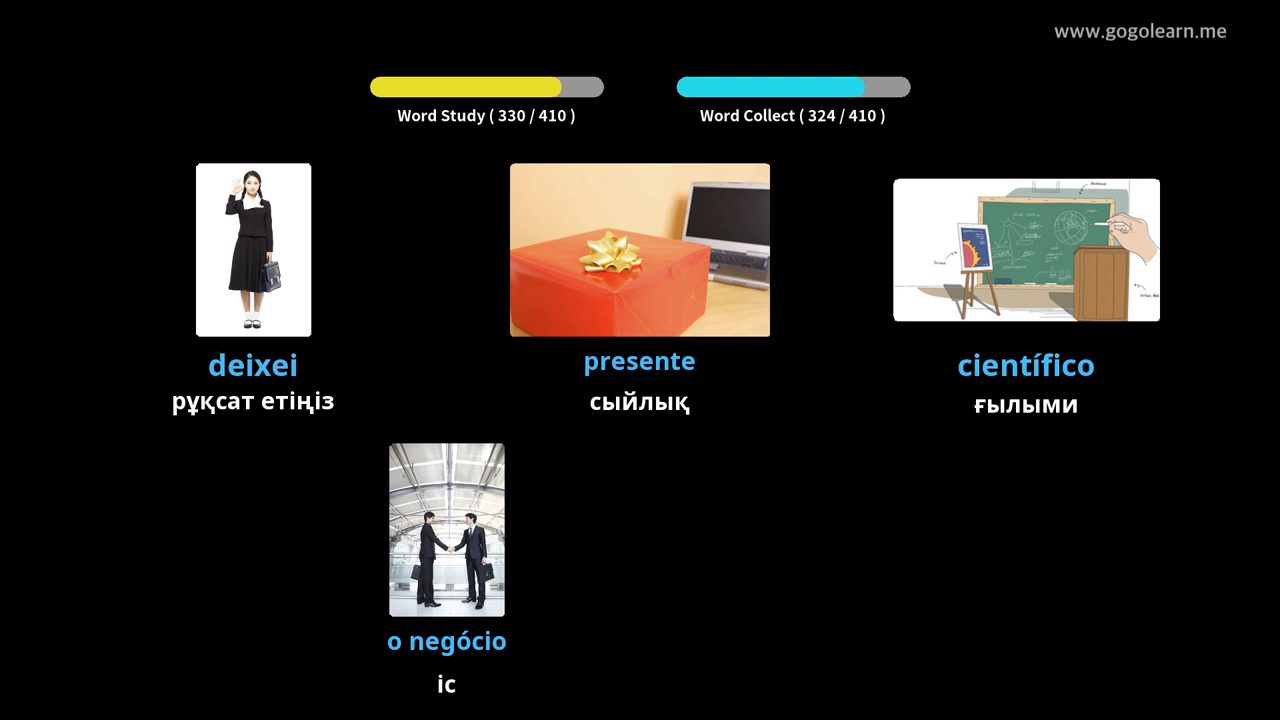 www.gogolearn.me
Word Study ( 330 / 410 )
Word Collect ( 324 / 410 )
deixei
рұқсат етіңіз
presente
сыйлық
científico
ғылыми
o negócio
іс